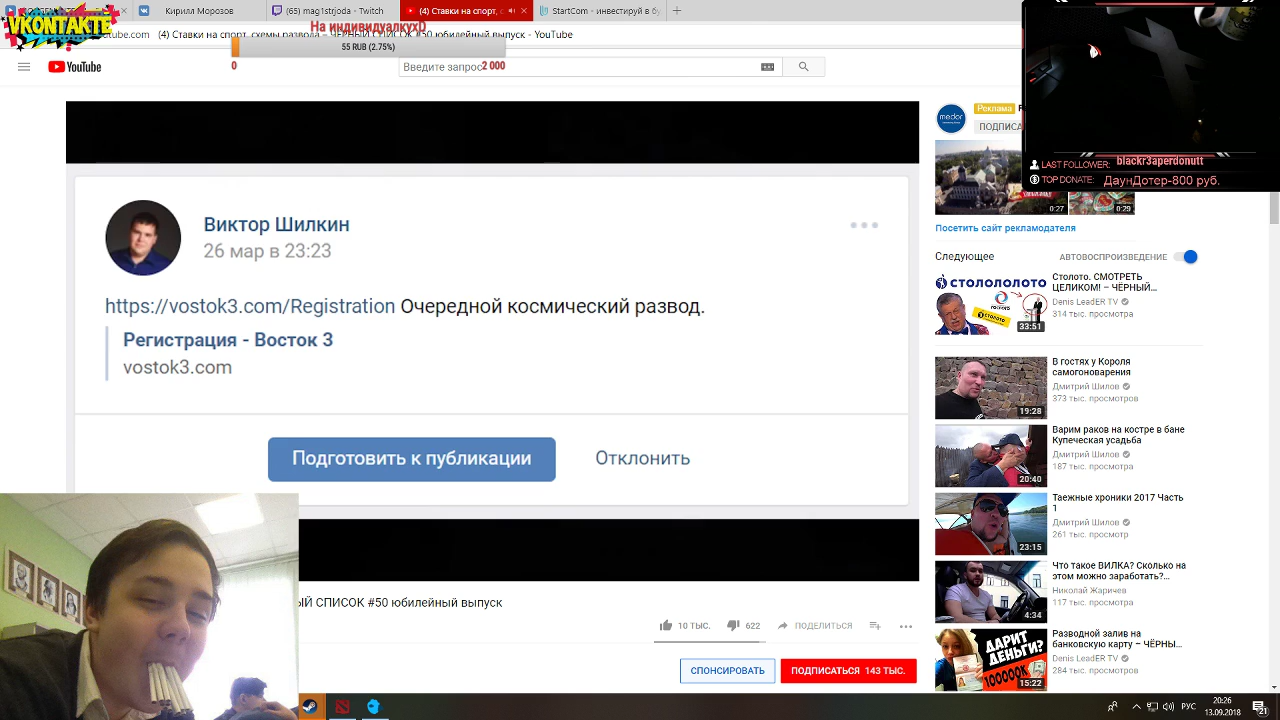 Кирилл Морозов
(5) magistt - Twitch
(4) Ставки на спорт, с
StartCom – инвестируй в б
VKONTAKTE
На индивидуалкуxD
(4) Ставки на спорт, схемы развода – ЧЕРНЫЙ СПИСОК #50 юбилейный выпуск - YouTube
55 RUB (2.75%)
0
2 000
YouTube
Введите запрос
medor
Реклама
ПОДПИСА
LAST FOLLOWER:
blackr3aperdonutt
TOP DONATE:
ДаунДотер-800 руб.
0:27
0:29
Посетить сайт рекламодателя
Виктор Шилкин
26 мар в 23:23
https://vostok3.com/Registration Очередной космический развод.
Регистрация - Восток 3
vostok3.com
Подготовить к публикации
Отклонить
Следующее
АВТОВОСПРОИЗВЕДЕНИЕ
СТОЛОЛОЛОТО
СТОЛОТО
33:51
Столото. СМОТРЕТЬ
ЦЕЛИКОМ! – ЧЁРНЫЙ...
Denis LeadER TV
314 тыс. просмотра
19:28
В гостях у Короля
самогоноварения
Дмитрий Шилов
373 тыс. просмотров
20:40
Варим раков на костре в бане
Купеческая усадьба
Дмитрий Шилов
187 тыс. просмотра
23:15
Таежные хроники 2017 Часть
1
Дмитрий Шилов
261 тыс. просмотр
4:34
Что такое ВИЛКА? Сколько на
этом можно заработать?...
Николай Жаричев
117 тыс. просмотра
ДАРИТ
ДЕНЬГИ?
100000К
15:22
Разводной залив на
банковскую карту – ЧЁРНЫ...
Denis LeadER TV
284 тыс. просмотра
ЫЙ СПИСОК #50 юбилейный выпуск
10 ТЫС.
622
ПОДЕЛИТЬСЯ
СПОНСИРОВАТЬ
ПОДПИСАТЬСЯ 143 ТЫС.
РУС
20:26
13.09.2018